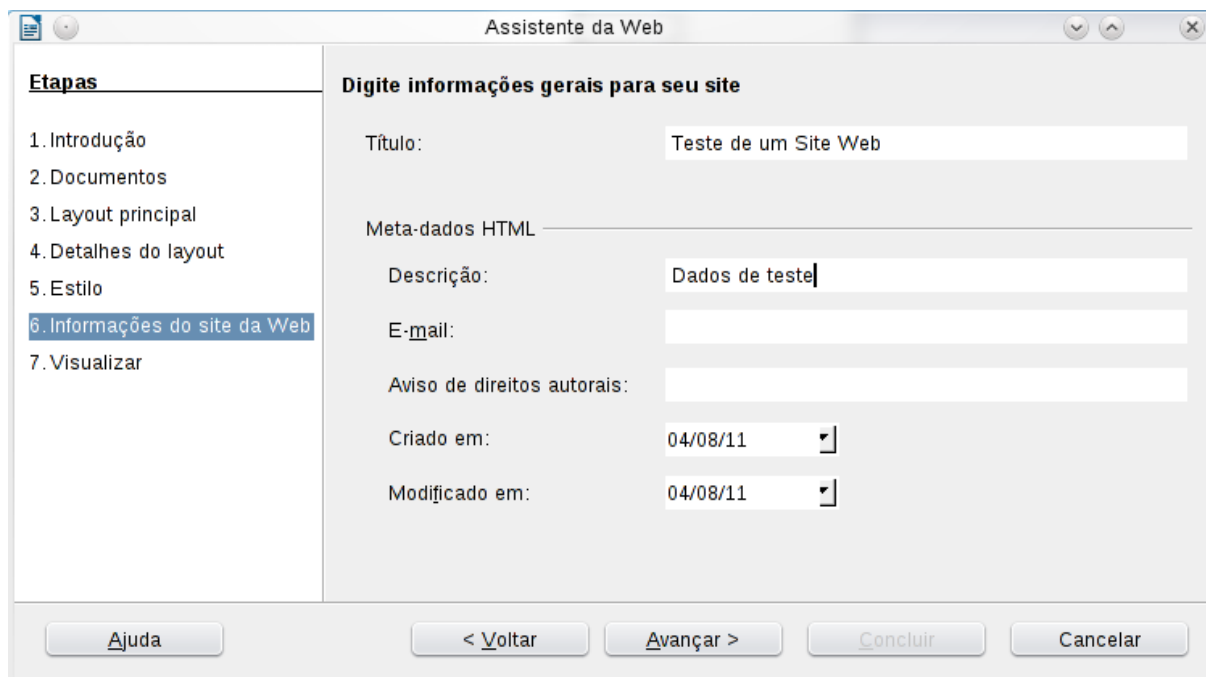 Assistente da Web
Etapas
1. Introdução
2. Documentos
3. Layout principal
4. Detalhes do layout
5. Estilo
6. Informações do site da Web
7. Visualizar
Digite informações gerais para seu site
Título: Teste de um Site Web
Meta-dados HTML
Descrição: Dados de teste
E-mail:
Aviso de direitos autorais:
Criado em: 04/08/11
Modificado em: 04/08/11
Ajuda < Voltar Avançar > Concluir Cancelar